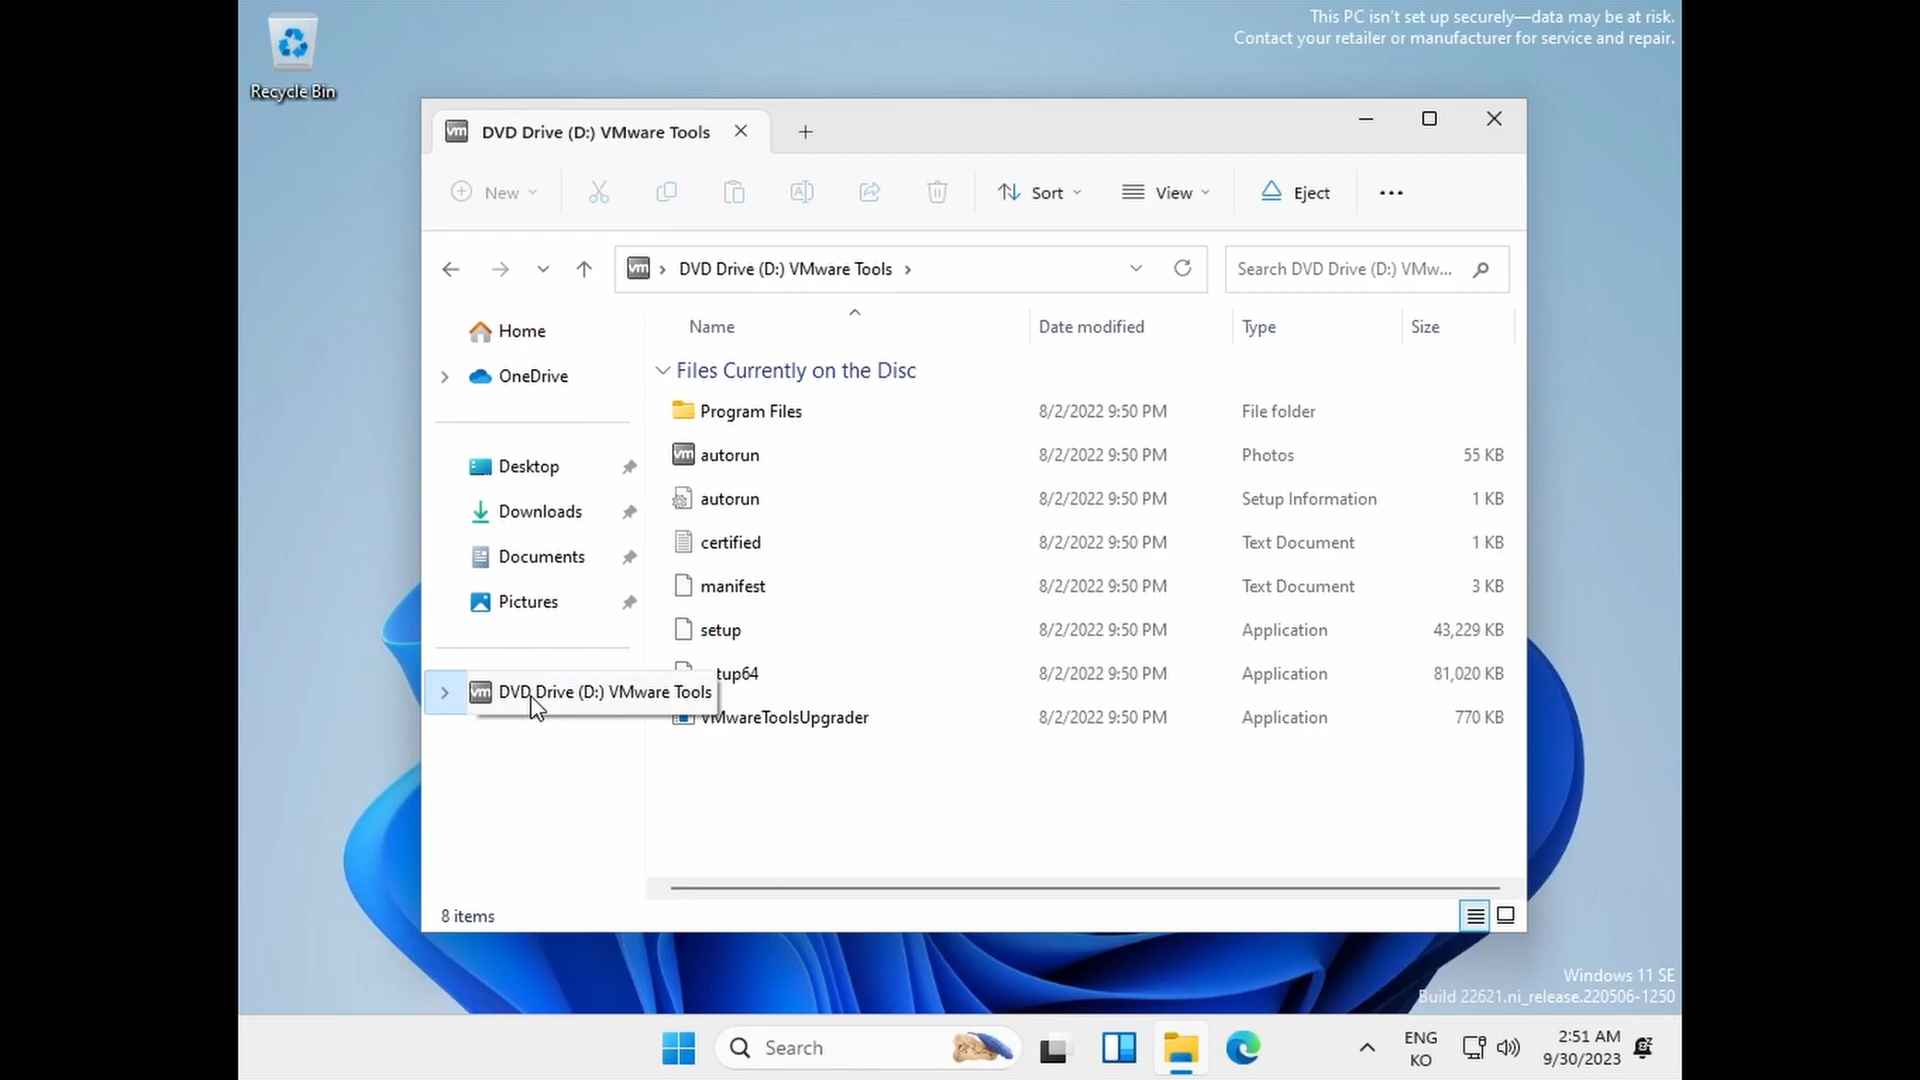 Recycle Bin
This PC isn't set up securely—data may be at risk.
Contact your retailer or manufacturer for service and repair.
vm DVD Drive (D:) VMware Tools
New
Sort
View
Eject
vm DVD Drive (D:) VMware Tools
Search DVD Drive (D:) VMw...
Home
OneDrive
Desktop
Downloads
Documents
Pictures
vm DVD Drive (D:) VMware Tools
Name Date modified Type Size
Files Currently on the Disc
Program Files 8/2/2022 9:50 PM File folder
vm autorun 8/2/2022 9:50 PM Photos 55 KB
autorun 8/2/2022 9:50 PM Setup Information 1 KB
certified 8/2/2022 9:50 PM Text Document 1 KB
manifest 8/2/2022 9:50 PM Text Document 3 KB
setup 8/2/2022 9:50 PM Application 43,229 KB
tup64 8/2/2022 9:50 PM Application 81,020 KB
VMwareToolsUpgrader 8/2/2022 9:50 PM Application 770 KB
8 items
Windows 11 SE
Build 22621.ni_release.220506-1250
Search
ENG
KO
2:51 AM
9/30/2023